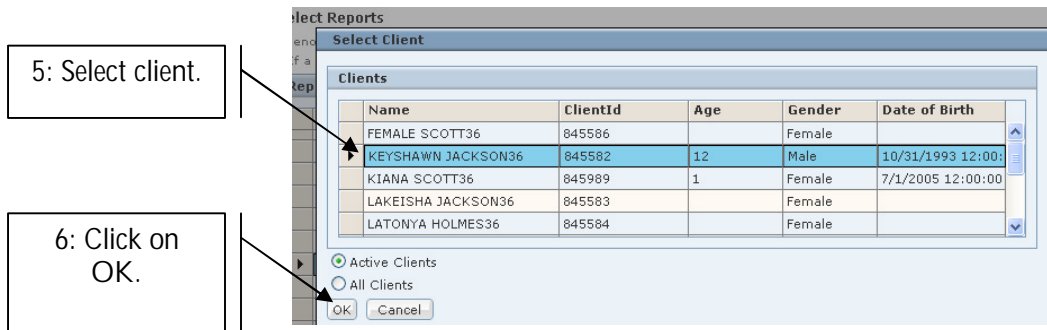 elect Reports
Select Client
5: Select client.
Clients
Name ClientId Age Gender Date of Birth
FEMALE SCOTT36 845586 Female
KEYSHAWN JACKSON36 845582 12 Male 10/31/1993 12:00:
KIANA SCOTT36 845989 1 Female 7/1/2005 12:00:00
LAKEISHA JACKSON36 845583 Female
LATONYA HOLMES36 845584 Female
6: Click on
OK.
Active Clients
All Clients
OK Cancel